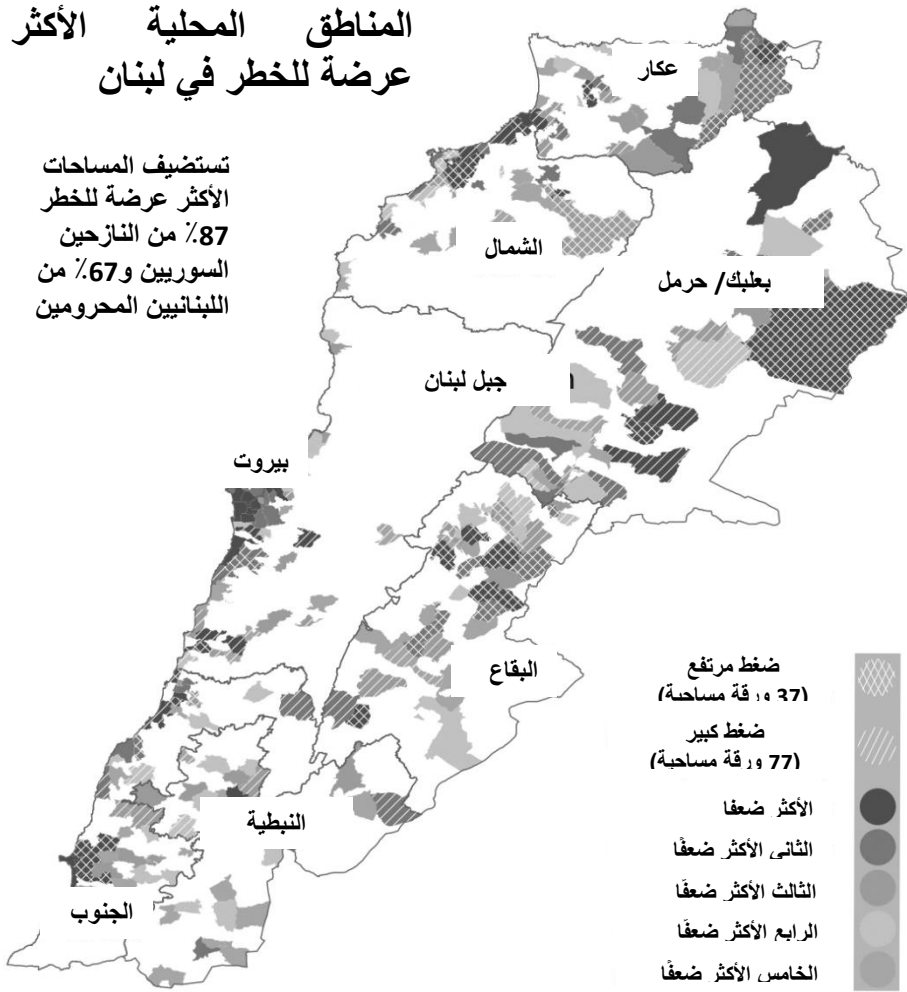 المناطق المحلية الأكثر
عرضة للخطر في لبنان
تستضيف المساحات
الأكثر عرضة للخطر
87٪ من النازحين
السوريين و67٪ من
اللبنانيين المحرومين
عكار
الشمال
بعلبك/ حرمل
جبل لبنان
بيروت
البقاع
النبطية
الجنوب
ضغط مرتفع
(37 ورقة مساحية)
ضغط كبير
(77 ورقة مساحية)
الأكثر ضعفا
الثاني الأكثر ضعفًا
الثالث الأكثر ضعفًا
الرابع الأكثر ضعفًا
الخامس الأكثر ضعفًا